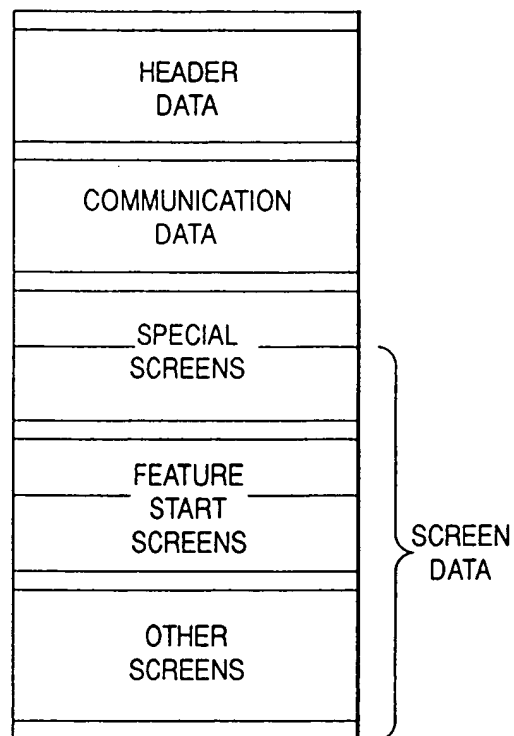 HEADER
DATA
COMMUNICATION
DATA
SPECIAL
SCREENS
FEATURE
START
SCREENS
OTHER
SCREENS
SCREEN
DATA